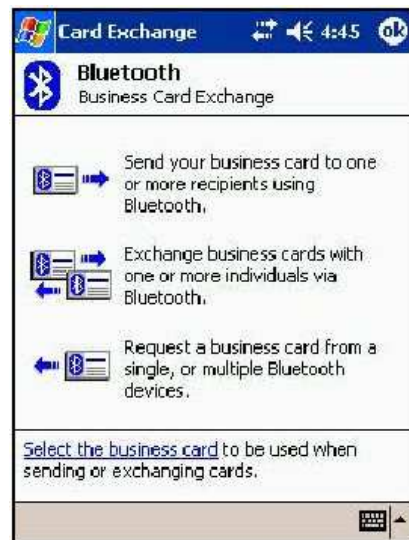 Card Exchange 4:45 ok
Bluetooth
Business Card Exchange
Send your business card to one
or more recipients using
Bluetooth.
Exchange business cards with
one or more individuals via
Bluetooth.
Request a business card from a
single, or multiple Bluetooth
devices.
Select the business card to be used when
sending or exchanging cards.